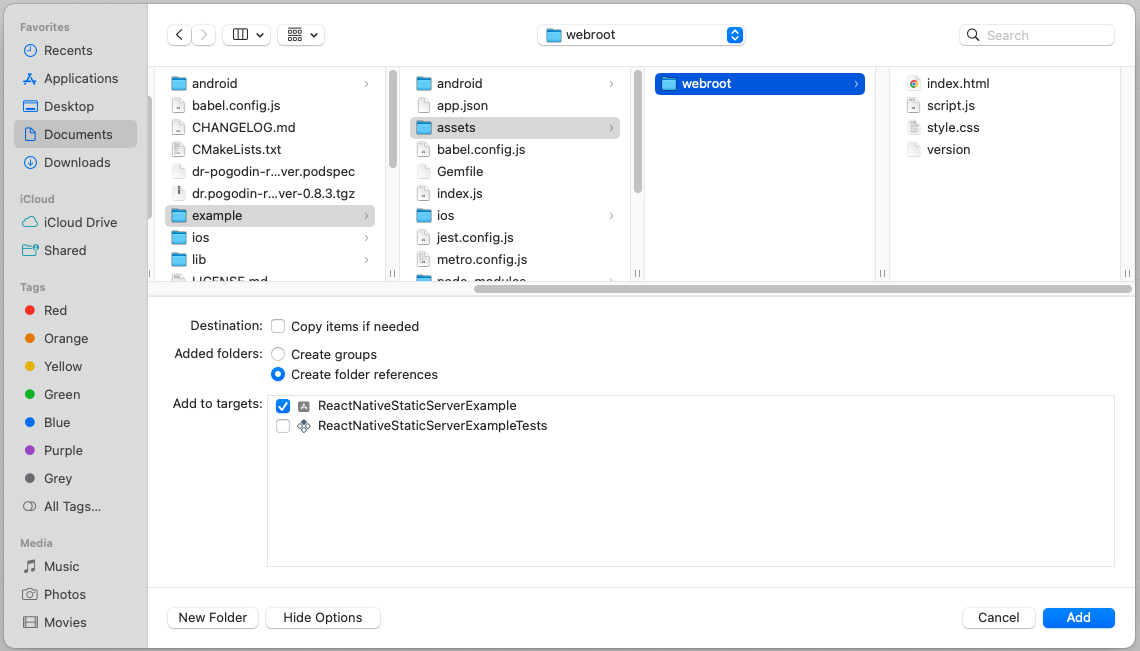 Favorites
Recents
Applications
Desktop
Documents
Downloads
iCloud
iCloud Drive
Shared
Tags
Red
Orange
Yellow
Green
Blue
Purple
Grey
All Tags...
Media
Music
Photos
Movies
webroot
Search
android
babel.config.js
CHANGELOG.md
CMakeLists.txt
dr-pogodin-r...ver.podspec
dr.pogodin-r...ver-0.8.3.tgz
example
ios
lib
LICENSE.md
android
app.json
assets
babel.config.js
Gemfile
index.js
ios
jest.config.js
metro.config.js
node_modules
webroot
index.html
script.js
style.css
version
Destination: Copy items if needed
Added folders: Create groups
Create folder references
Add to targets: ReactNativeStaticServerExample
ReactNativeStaticServerExampleTests
New Folder Hide Options Cancel Add